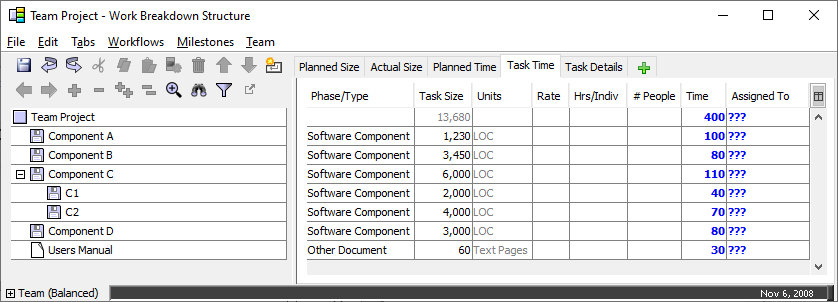 Team Project - Work Breakdown Structure
File Edit Tabs Workflows Milestones Team
Planned Size Actual Size Planned Time Task Time Task Details
Phase/Type Task Size Units Rate Hrs/Indiv # People Time Assigned To
Team Project 13,680 400 ???
Component A Software Component 1,230 LOC 100 ???
Component B Software Component 3,450 LOC 80 ???
Component C Software Component 6,000 LOC 110 ???
C1 Software Component 2,000 LOC 40 ???
C2 Software Component 4,000 LOC 70 ???
Component D Software Component 3,000 LOC 80 ???
Users Manual Other Document 60 Text Pages 30 ???
Team (Balanced) Nov 6, 2008